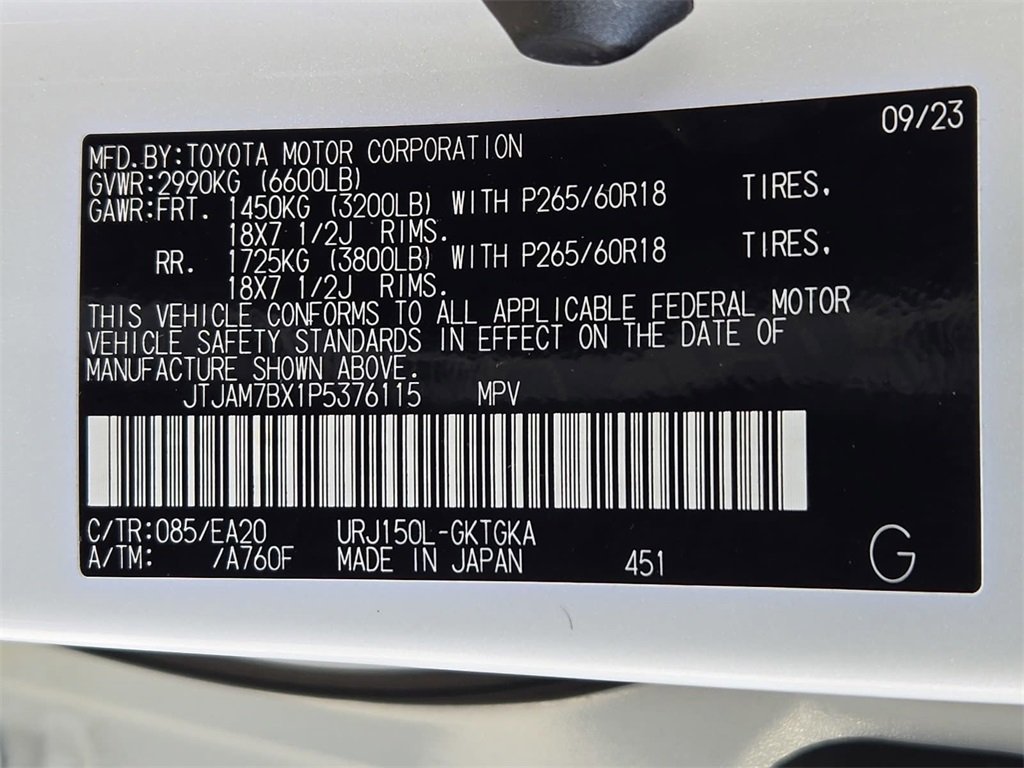 09/23
MFD.BY:TOYOTA MOTOR CORPORATION
GVWR:2990KG (6600LB)
GAWR:FRT. 1450KG (3200LB) WITH P265/60R18 TIRES,
18X7 1/2J RIMS.
RR. 1725KG (3800LB) WITH P265/60R18 TIRES,
18X7 1/2J RIMS.
THIS VEHICLE CONFORMS TO ALL APPLICABLE FEDERAL MOTOR
VEHICLE SAFETY STANDARDS IN EFFECT ON THE DATE OF
MANUFACTURE SHOWN ABOVE.
JTJAM7BX1P5376115 MPV
C/TR:085/EA20 URJ150L-GKTGKA
A/TM: /A760F MADE IN JAPAN 451 G